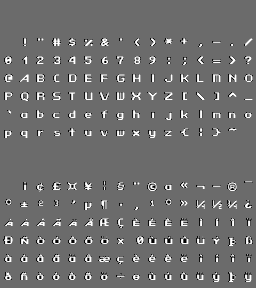 ! " # $ % & ' ( ) * + , - . /
0 1 2 3 4 5 6 7 8 9 : ; < = > ?
@ A B C D E F G H I J K L M N O
P Q R S T U V W X Y Z [ \ ] ^ _
` a b c d e f g h i j k l m n o
p q r s t u v w x y z { | } ~
¡ ¢ £ ¤ ¥ ¦ § ¨ © ª « ¬ - ® ¯
° ± ² ³ ´ µ ¶ · ¸ ¹ º » ¼ ½ ¾ ¿
À Á Â Ã Ä Å Æ Ç È É Ê Ë Ì Í Î Ï
Ð Ñ Ò Ó Ô Õ Ö × Ø Ù Ú Û Ü Ý Þ ß
à á â ã ä å æ ç è é ê ë ì í î ï
ð ñ ò ó ô õ ö ÷ ø ù ú û ü ý þ ÿ